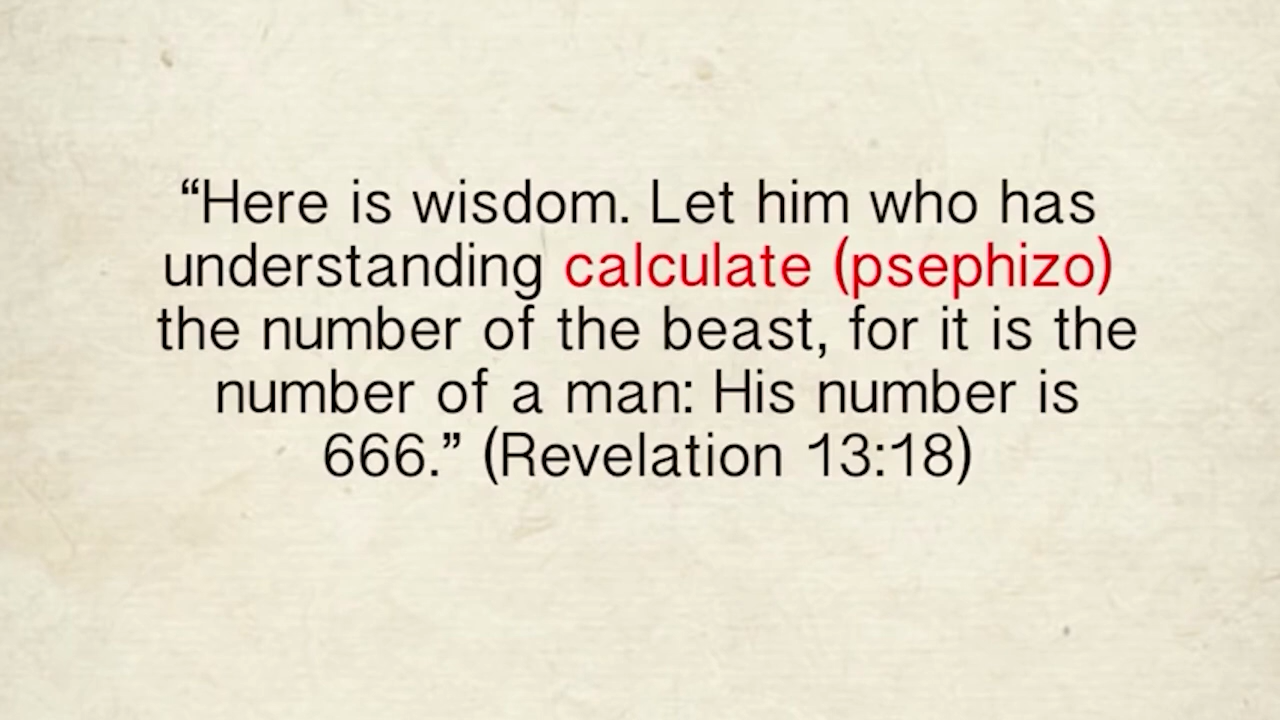 “Here is wisdom. Let him who has
understanding calculate (psephizo)
the number of the beast, for it is the
number of a man: His number is
666.” (Revelation 13:18)